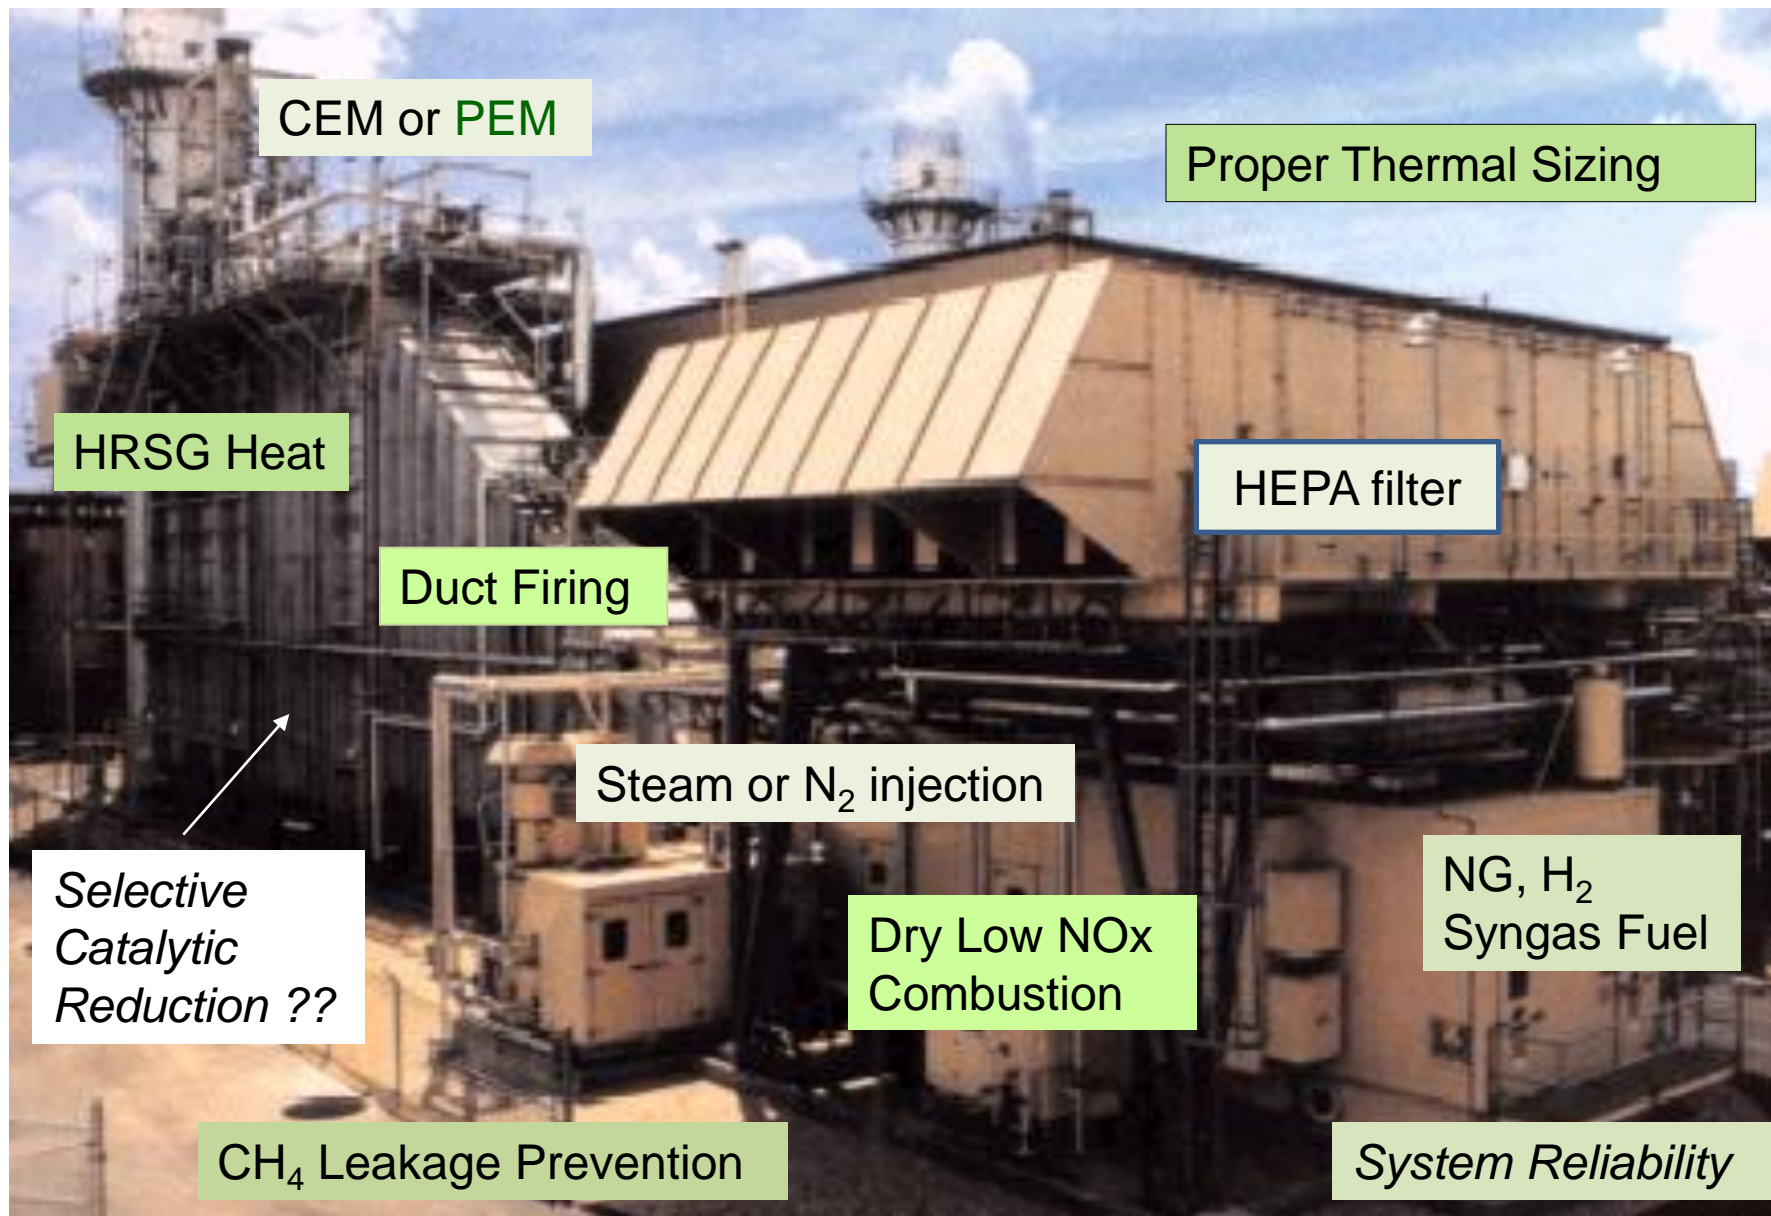 CEM or PEM
Proper Thermal Sizing
HRSG Heat
HEPA filter
Duct Firing
Steam or N₂ injection
NG, H₂
Syngas Fuel
Selective
Catalytic
Reduction ??
Dry Low NOx
Combustion
CH₄ Leakage Prevention
System Reliability